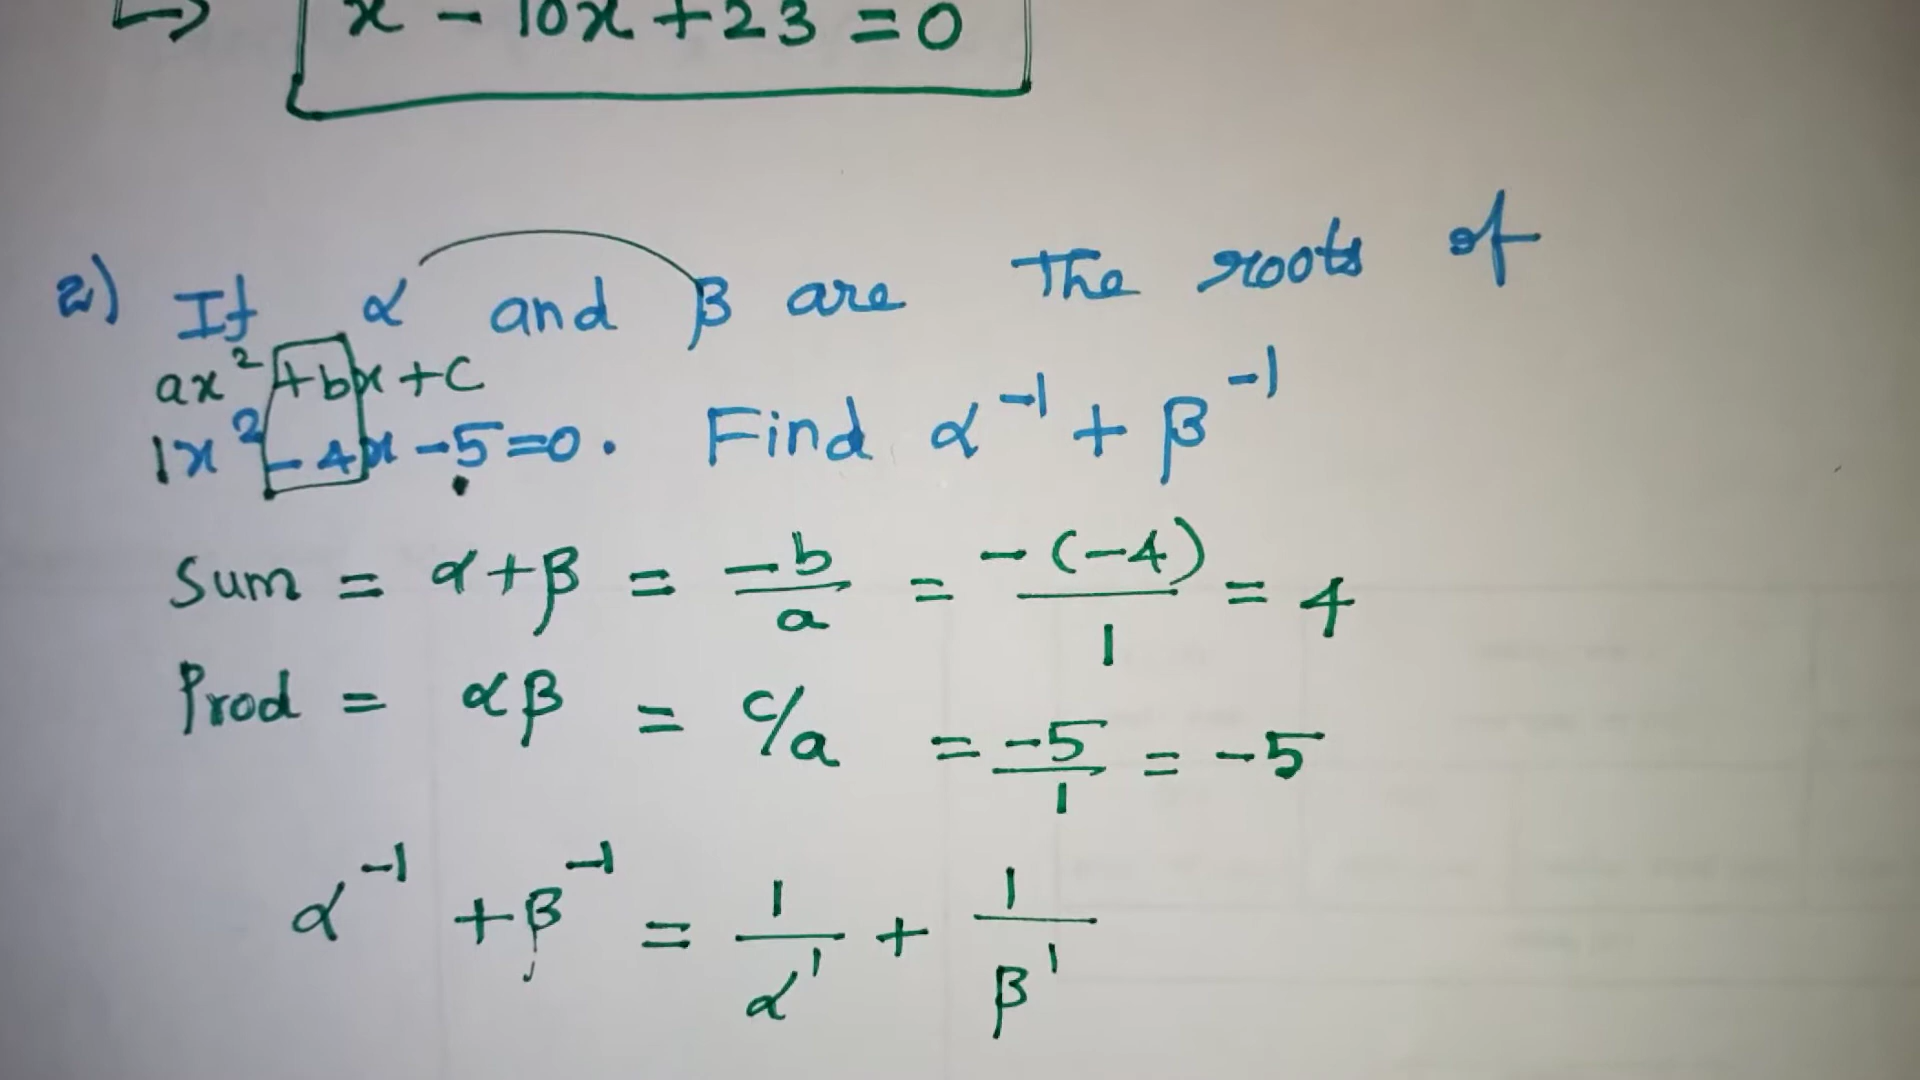 → x - 10x + 23 = 0
2) If α and β are The roots of
ax² + bx + c
1x² - 4x - 5 = 0. Find α⁻¹ + β⁻¹
Sum = α + β = -b/a = -(-4)/1 = 4
Prod = αβ = c/a = -5/1 = -5
α⁻¹ + β⁻¹ = 1/α¹ + 1/β¹